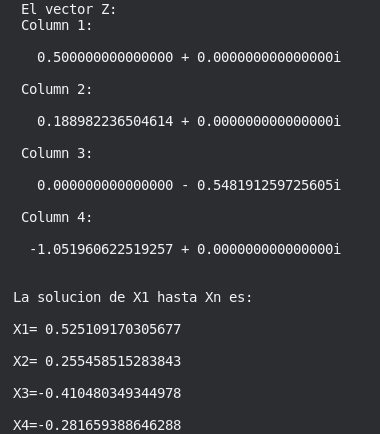 El vector Z:
Column 1:
0.500000000000000 + 0.000000000000000i
Column 2:
0.188982236504614 + 0.000000000000000i
Column 3:
0.000000000000000 - 0.548191259725605i
Column 4:
-1.051960622519257 + 0.000000000000000i
La solucion de X1 hasta Xn es:
X1= 0.525109170305677
X2= 0.255458515283843
X3=-0.410480349344978
X4=-0.281659388646288